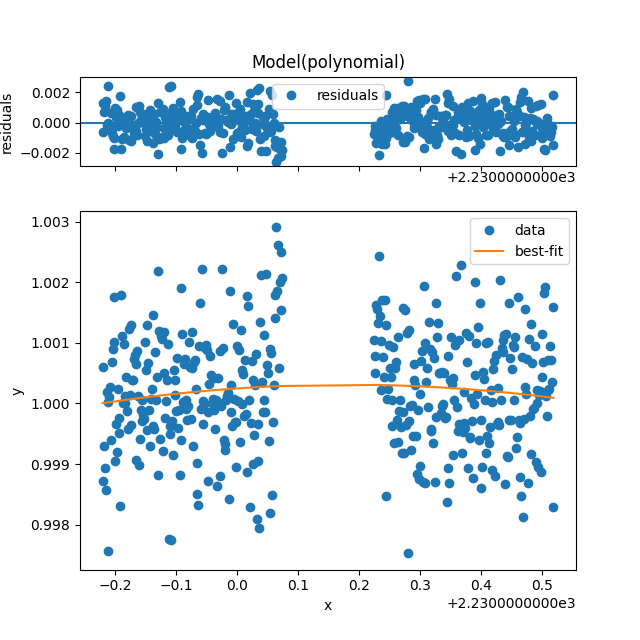 Model(polynomial)
residuals
0.002
0.000
−0.002
residuals
+2.2300000000e3
y
1.003
1.002
1.001
1.000
0.999
0.998
data
best-fit
−0.2
−0.1
0.0
0.1
0.2
0.3
0.4
0.5
x
+2.2300000000e3